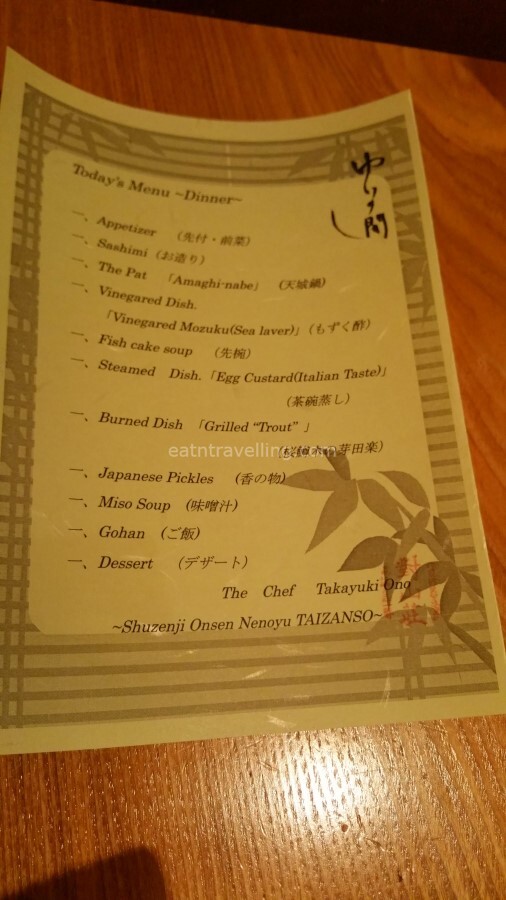 Today's Menu ~Dinner~
一、Appetizer (先付・前菜)
一、Sashimi (お造り)
一、The Pat 「Amaghi-nabe」 (天城鍋)
一、Vinegared Dish.
「Vinegared Mozuku(Sea laver)」(もずく酢)
一、Fish cake soup (先椀)
一、Steamed Dish.「Egg Custard(Italian Taste)」
(茶碗蒸し)
一、Burned Dish 「Grilled "Trout" 」
芽田楽)
eatntravelling.com
一、Japanese Pickles (香の物)
一、Miso Soup (味噌汁)
一、Gohan (ご飯)
一、Dessert (デザート)
The Chef Takayuki Ono
~Shuzenji Onsen Nenoyu TAIZANSO~